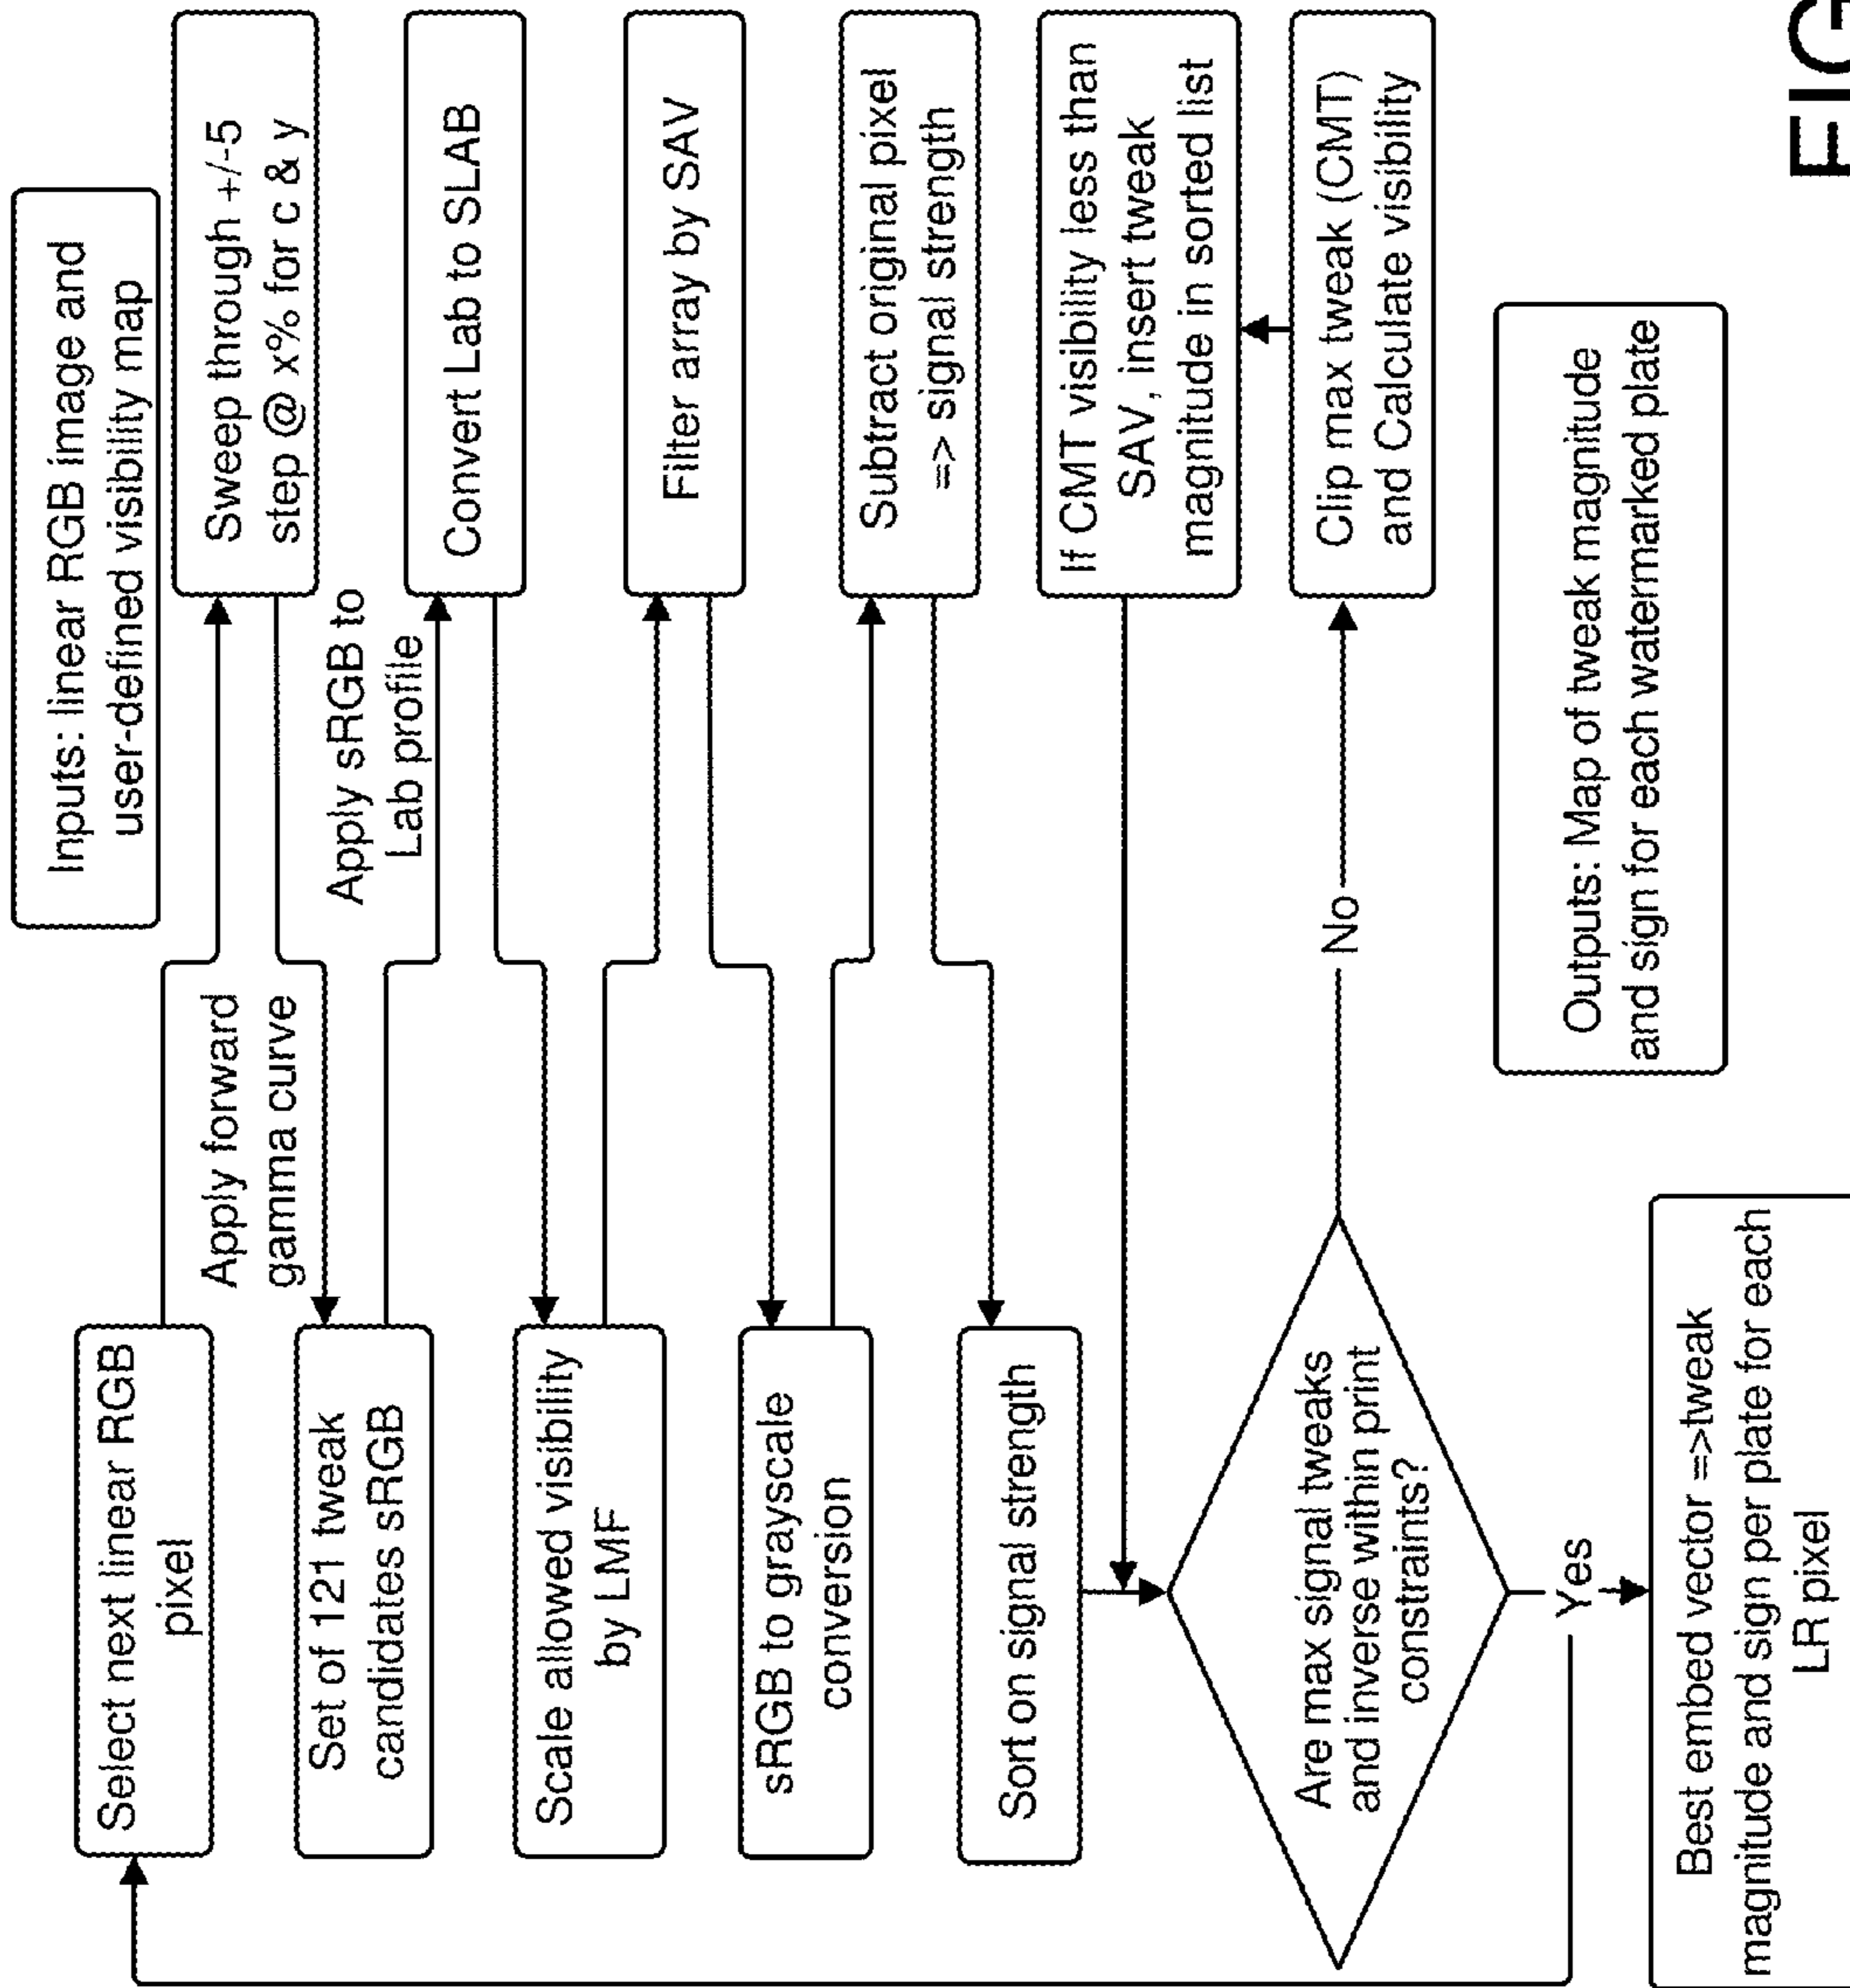 Inputs: linear RGB image and
user-defined visibility map
Select next linear RGB
pixel
Sweep through +/-5
step @ x% for c & y
Apply forward
gamma curve
Set of 121 tweak
candidates sRGB
Apply sRGB to
Lab profile
Convert Lab to SLAB
Scale allowed visibility
by LMF
Filter array by SAV
sRGB to grayscale
conversion
Subtract original pixel
=> signal strength
Sort on signal strength
If CMT visibility less than
SAV, insert tweak
magnitude in sorted list
Are max signal tweaks
and inverse within print
constraints?
No
Clip max tweak (CMT)
and Calculate visibility
Yes
Best embed vector =>tweak
magnitude and sign per plate for each
LR pixel
Outputs: Map of tweak magnitude
and sign for each watermarked plate
FIG